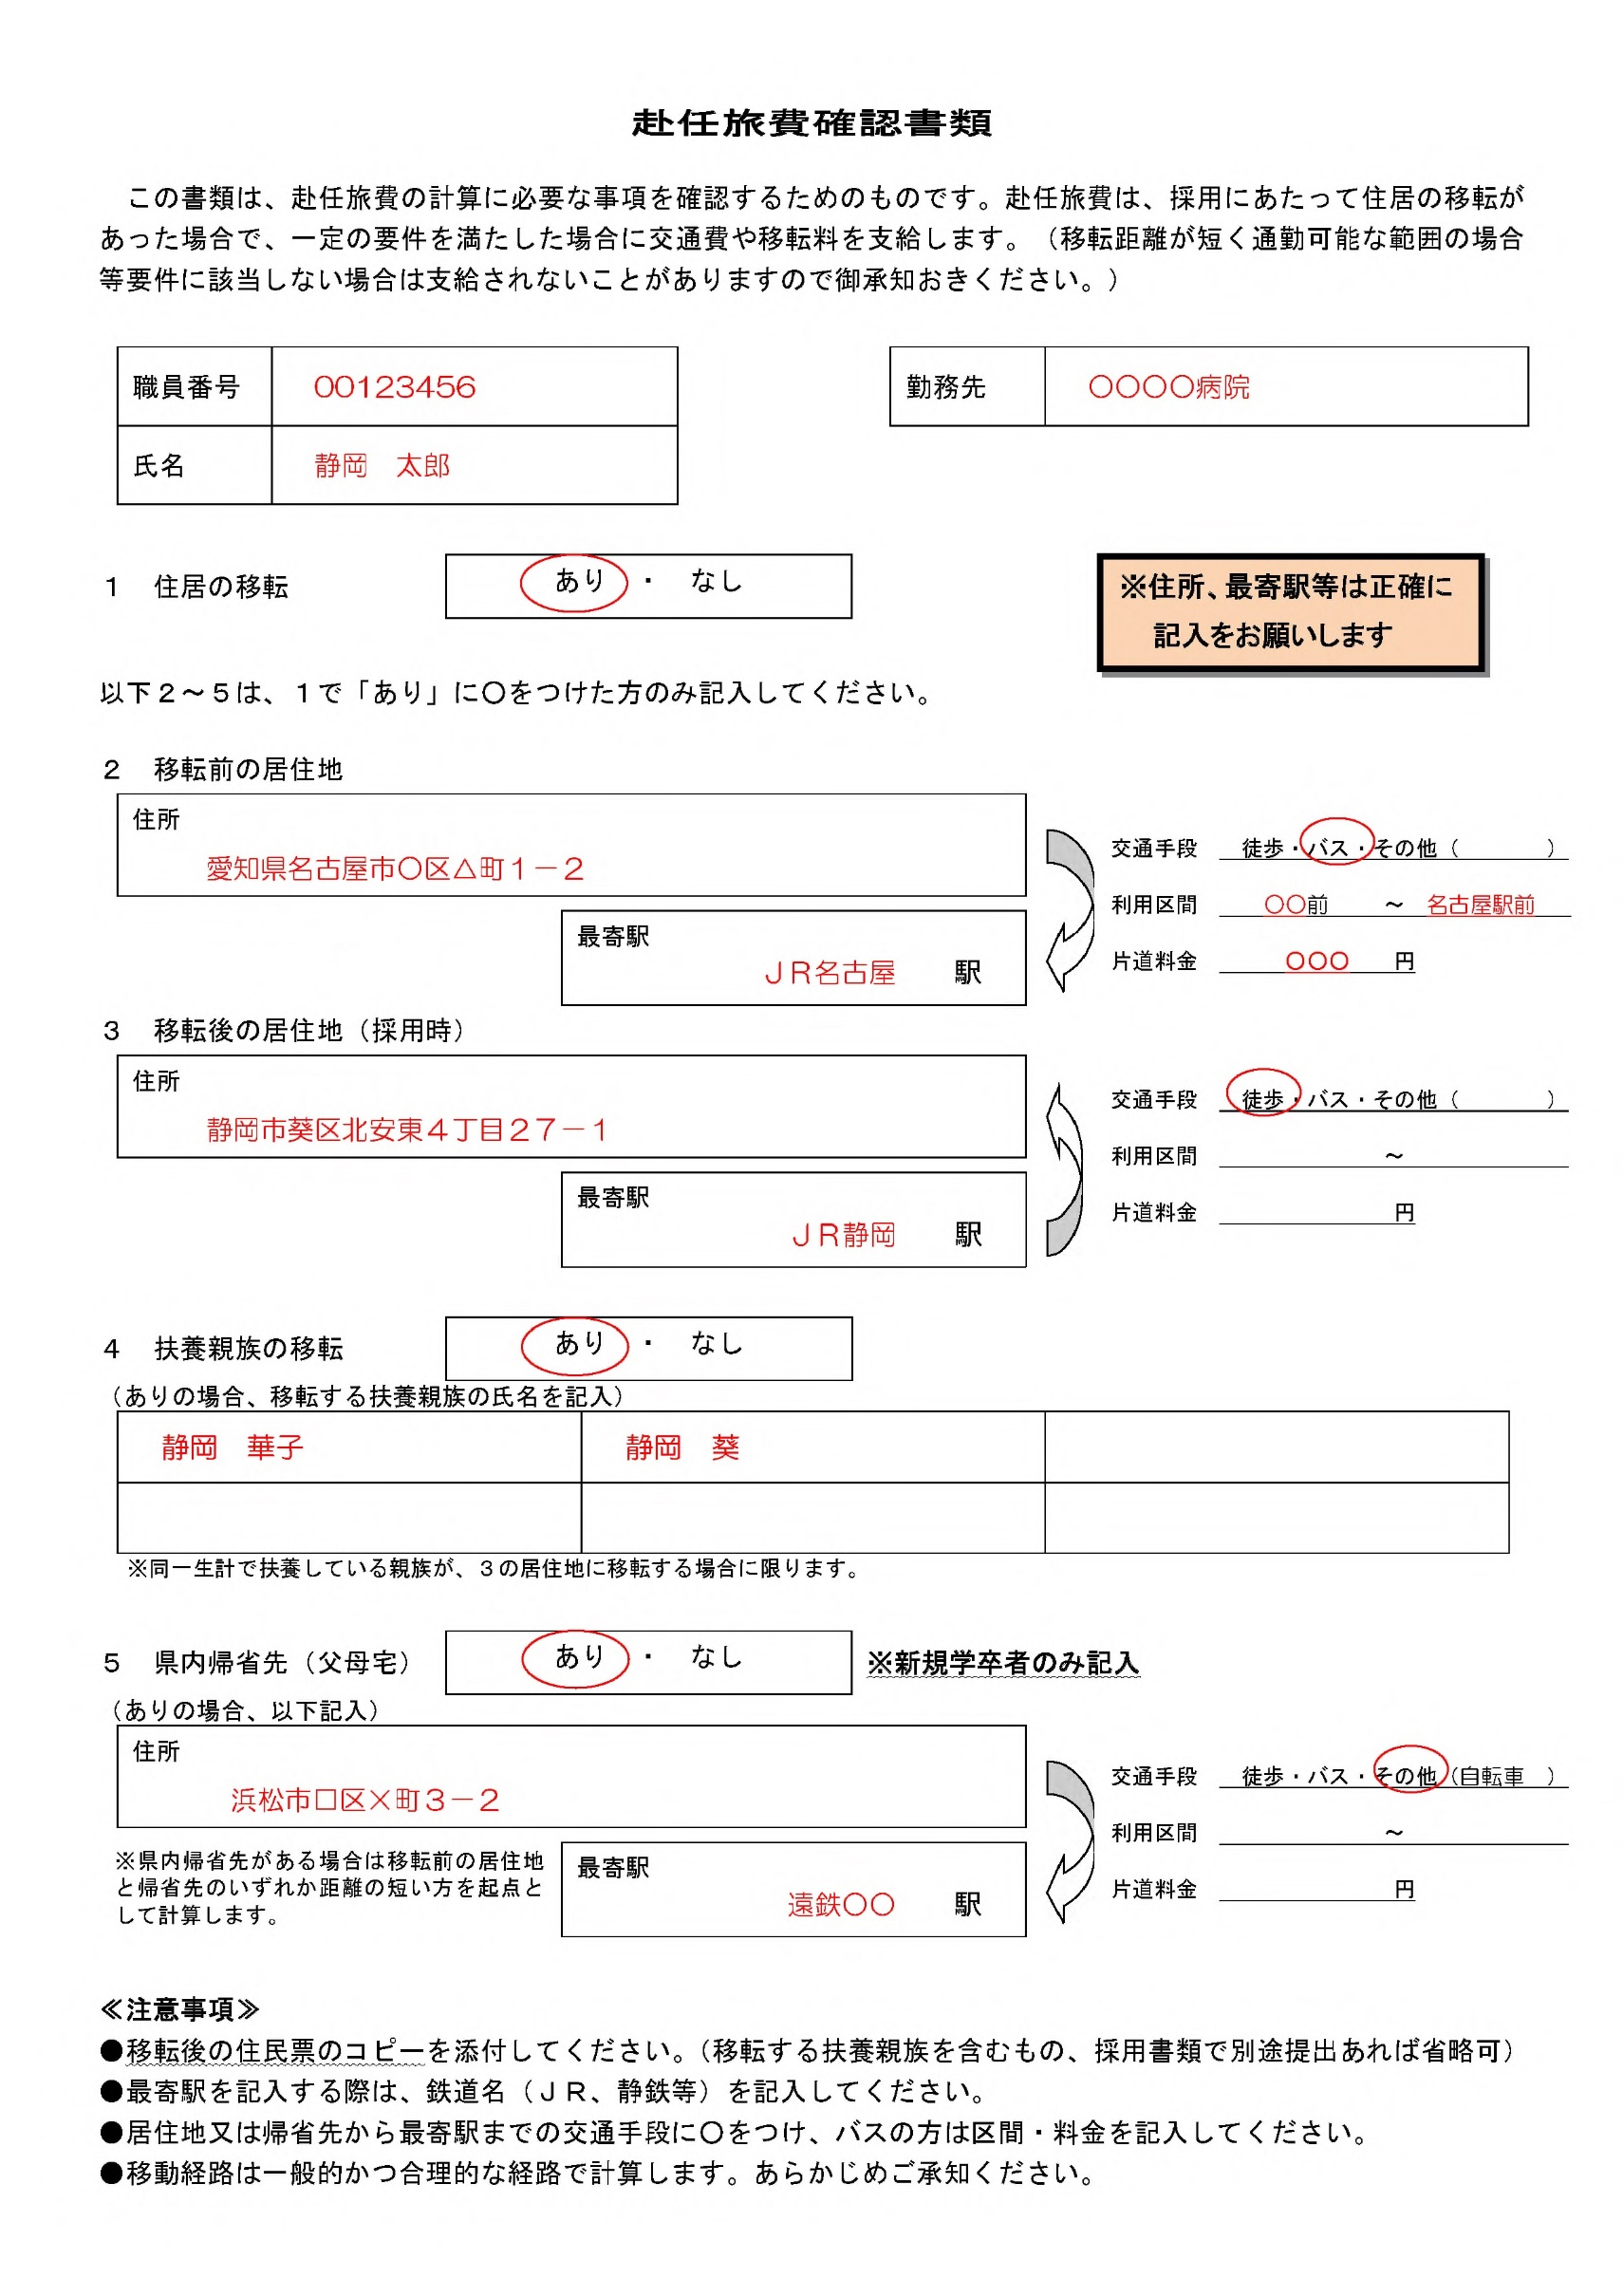 赴任旅費確認書類
この書類は、赴任旅費の計算に必要な事項を確認するためのものです。赴任旅費は、採用にあたって住居の移転が
あった場合で、一定の要件を満たした場合に交通費や移転料を支給します。（移転距離が短く通勤可能な範囲の場合
等要件に該当しない場合は支給されないことがありますので御承知おきください。）
職員番号　00123456　勤務先　〇〇〇〇病院
氏名　静岡　太郎
１　住居の移転　あり　・　なし
※住所、最寄駅等は正確に
記入をお願いします
以下２～５は、１で「あり」に〇をつけた方のみ記入してください。
２　移転前の居住地
住所
愛知県名古屋市〇区△町１－２
交通手段　徒歩・バス・その他（　　　　）
利用区間　〇〇前　～　名古屋駅前
最寄駅
ＪＲ名古屋　駅
片道料金　〇〇〇　円
３　移転後の居住地（採用時）
住所
静岡市葵区北安東４丁目２７－１
交通手段　徒歩・バス・その他（　　　　）
利用区間　～
最寄駅
ＪＲ静岡　駅
片道料金　円
４　扶養親族の移転　あり　・　なし
（ありの場合、移転する扶養親族の氏名を記入）
静岡　華子　静岡　葵
※同一生計で扶養している親族が、３の居住地に移転する場合に限ります。
５　県内帰省先（父母宅）　あり　・　なし　※新規学卒者のみ記入
（ありの場合、以下記入）
住所
浜松市□区×町３－２
交通手段　徒歩・バス・その他（自転車　）
利用区間　～
片道料金　円
※県内帰省先がある場合は移転前の居住地
と帰省先のいずれか距離の短い方を起点と
して計算します。
最寄駅
遠鉄〇〇　駅
≪注意事項≫
●移転後の住民票のコピーを添付してください。（移転する扶養親族を含むもの、採用書類で別途提出あれば省略可）
●最寄駅を記入する際は、鉄道名（ＪＲ、静鉄等）を記入してください。
●居住地又は帰省先から最寄駅までの交通手段に〇をつけ、バスの方は区間・料金を記入してください。
●移動経路は一般的かつ合理的な経路で計算します。あらかじめご承知ください。